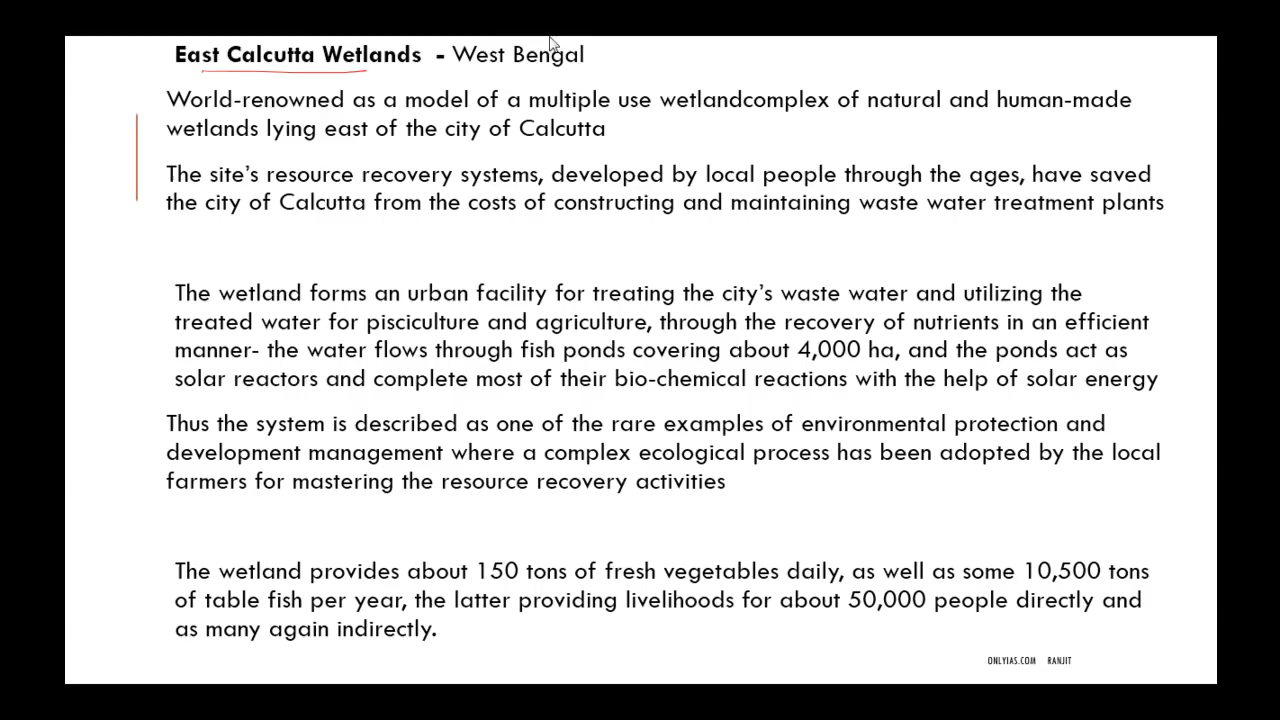 East Calcutta Wetlands - West Bengal
World-renowned as a model of a multiple use wetlandcomplex of natural and human-made
wetlands lying east of the city of Calcutta
The site’s resource recovery systems, developed by local people through the ages, have saved
the city of Calcutta from the costs of constructing and maintaining waste water treatment plants
The wetland forms an urban facility for treating the city’s waste water and utilizing the
treated water for pisciculture and agriculture, through the recovery of nutrients in an efficient
manner- the water flows through fish ponds covering about 4,000 ha, and the ponds act as
solar reactors and complete most of their bio-chemical reactions with the help of solar energy
Thus the system is described as one of the rare examples of environmental protection and
development management where a complex ecological process has been adopted by the local
farmers for mastering the resource recovery activities
The wetland provides about 150 tons of fresh vegetables daily, as well as some 10,500 tons
of table fish per year, the latter providing livelihoods for about 50,000 people directly and
as many again indirectly.
ONLYIAS.COM RANJIT